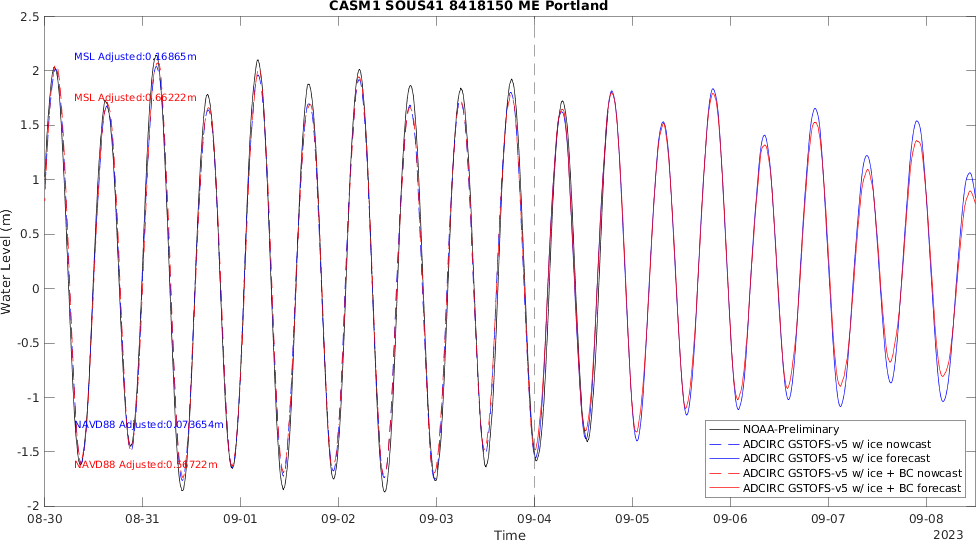 CASM1 SOUS41 8418150 ME Portland
2.5
2
1.5
1
0.5
0
-0.5
-1
-1.5
-2
Water Level (m)
MSL Adjusted:0.16865m
MSL Adjusted:0.66222m
NAVD88 Adjusted:0.073654m
NAVD88 Adjusted:0.56722m
NOAA-Preliminary
ADCIRC GSTOFS-v5 w/ ice nowcast
ADCIRC GSTOFS-v5 w/ ice forecast
ADCIRC GSTOFS-v5 w/ ice + BC nowcast
ADCIRC GSTOFS-v5 w/ ice + BC forecast
08-30 08-31 09-01 09-02 09-03 09-04 09-05 09-06 09-07 09-08
Time
2023